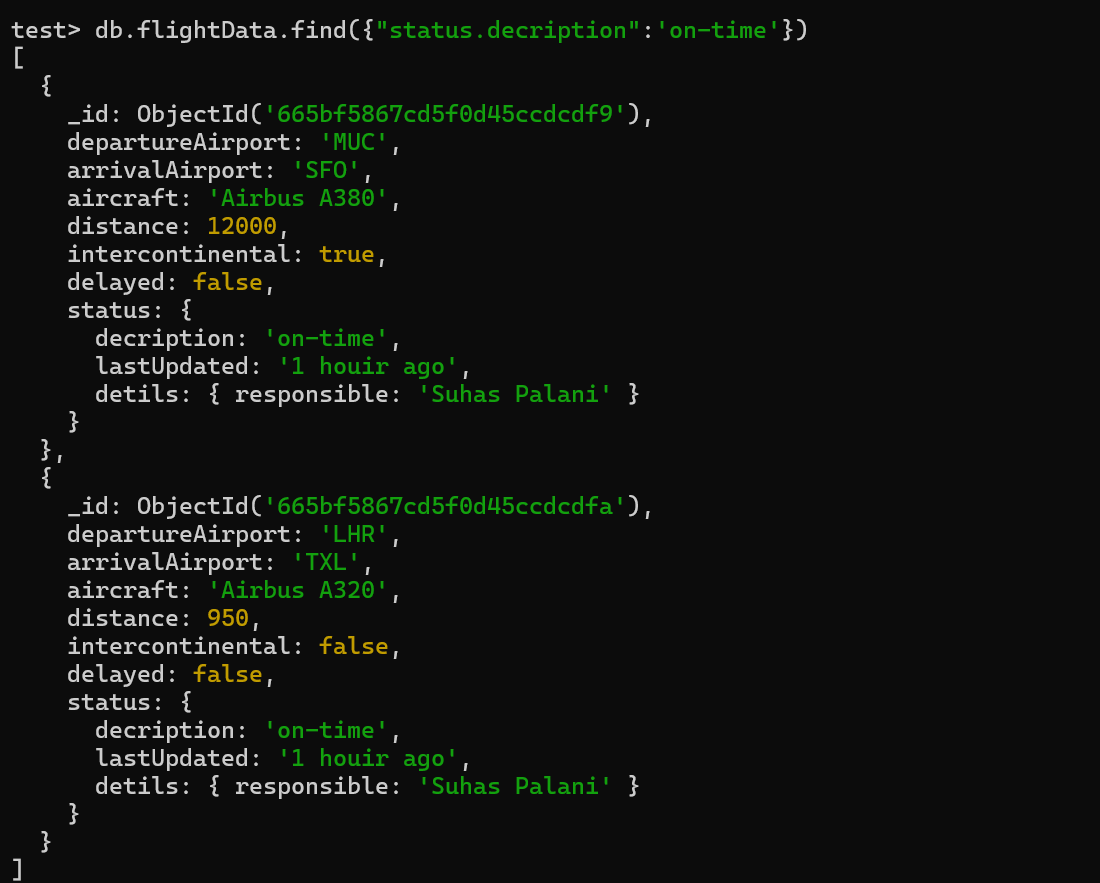 test> db.flightData.find({"status.decription":'on-time'})
[
  {
    _id: ObjectId('665bf5867cd5f0d45ccdcdf9'),
    departureAirport: 'MUC',
    arrivalAirport: 'SFO',
    aircraft: 'Airbus A380',
    distance: 12000,
    intercontinental: true,
    delayed: false,
    status: {
      decription: 'on-time',
      lastUpdated: '1 houir ago',
      detils: { responsible: 'Suhas Palani' }
    }
  },
  {
    _id: ObjectId('665bf5867cd5f0d45ccdcdfa'),
    departureAirport: 'LHR',
    arrivalAirport: 'TXL',
    aircraft: 'Airbus A320',
    distance: 950,
    intercontinental: false,
    delayed: false,
    status: {
      decription: 'on-time',
      lastUpdated: '1 houir ago',
      detils: { responsible: 'Suhas Palani' }
    }
  }
]